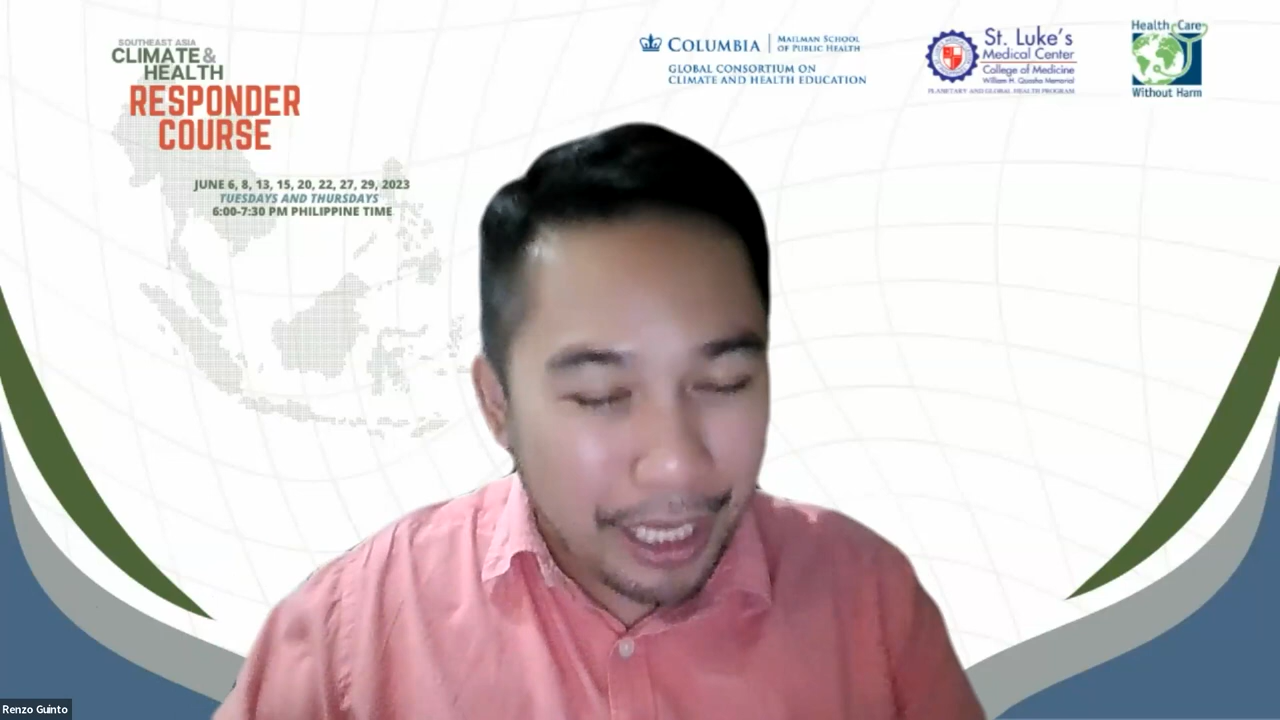 SOUTHEAST ASIA
CLIMATE &
HEALTH
RESPONDER
COURSE
JUNE 6, 8, 13, 15, 20, 22, 27, 29, 2023
TUESDAYS AND THURSDAYS
6:00-7:30 PM PHILIPPINE TIME
COLUMBIA
MAILMAN SCHOOL
OF PUBLIC HEALTH
GLOBAL CONSORTIUM ON
CLIMATE AND HEALTH EDUCATION
St. Luke's
Medical Center
College of Medicine
William H. Quasha Memorial
PLANETARY AND GLOBAL HEALTH PROGRAM
Health Care
Without Harm
Renzo Guinto